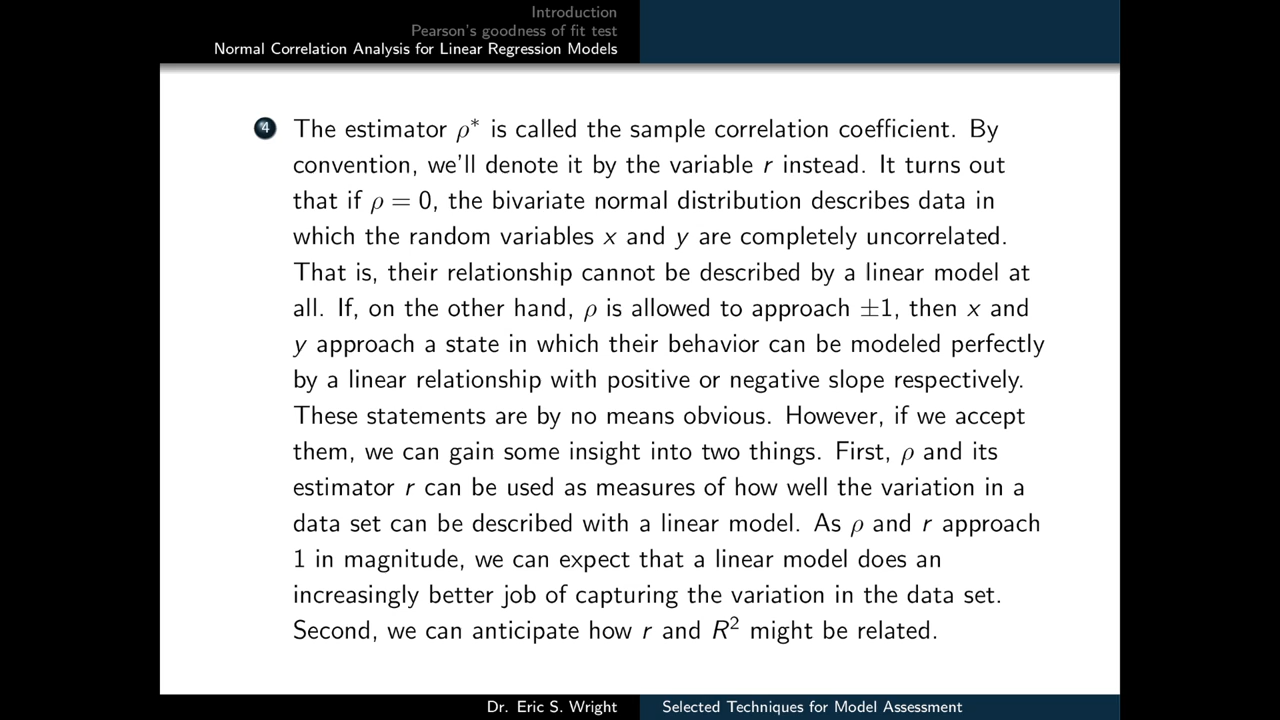 Introduction
Pearson's goodness of fit test
Normal Correlation Analysis for Linear Regression Models
4 The estimator ρ* is called the sample correlation coefficient. By
convention, we'll denote it by the variable r instead. It turns out
that if ρ = 0, the bivariate normal distribution describes data in
which the random variables x and y are completely uncorrelated.
That is, their relationship cannot be described by a linear model at
all. If, on the other hand, ρ is allowed to approach ±1, then x and
y approach a state in which their behavior can be modeled perfectly
by a linear relationship with positive or negative slope respectively.
These statements are by no means obvious. However, if we accept
them, we can gain some insight into two things. First, ρ and its
estimator r can be used as measures of how well the variation in a
data set can be described with a linear model. As ρ and r approach
1 in magnitude, we can expect that a linear model does an
increasingly better job of capturing the variation in the data set.
Second, we can anticipate how r and R² might be related.
Dr. Eric S. Wright
Selected Techniques for Model Assessment